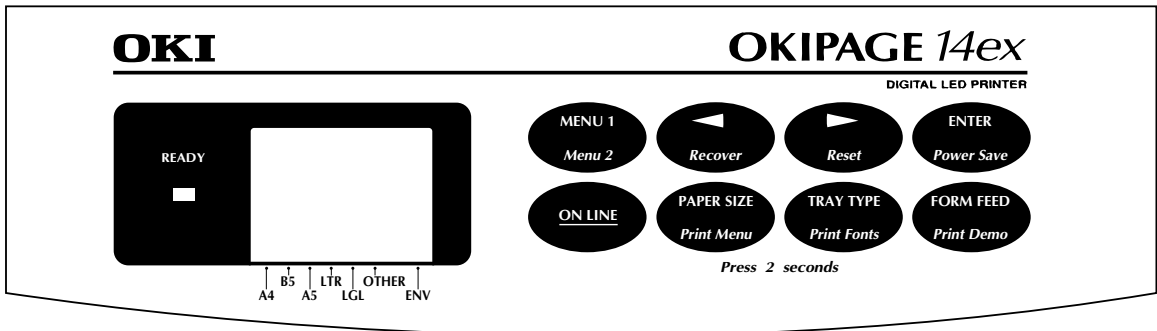 OKI
OKIPAGE 14ex
DIGITAL LED PRINTER
READY
MENU 1
Menu 2
Recover
Reset
ENTER
Power Save
ON LINE
PAPER SIZE
Print Menu
TRAY TYPE
Print Fonts
FORM FEED
Print Demo
Press 2 seconds
A4 B5 A5 LTR LGL OTHER ENV